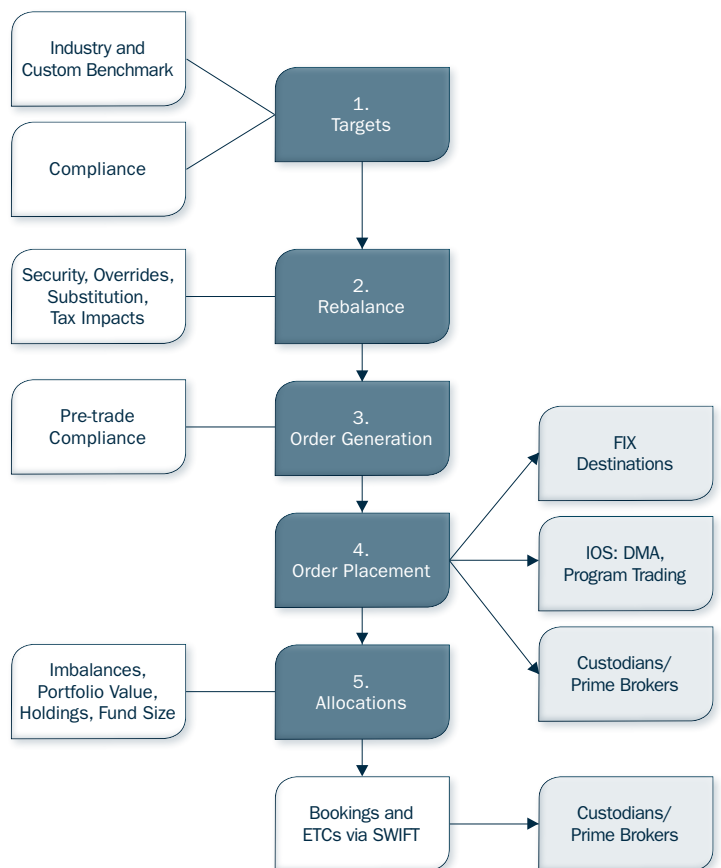 Industry and
Custom Benchmark
Compliance
1.
Targets
Security, Overrides,
Substitution,
Tax Impacts
2.
Rebalance
Pre-trade
Compliance
3.
Order Generation
4.
Order Placement
FIX
Destinations
IOS: DMA,
Program Trading
Custodians/
Prime Brokers
Imbalances,
Portfolio Value,
Holdings, Fund Size
5.
Allocations
Bookings and
ETCs via SWIFT
Custodians/
Prime Brokers